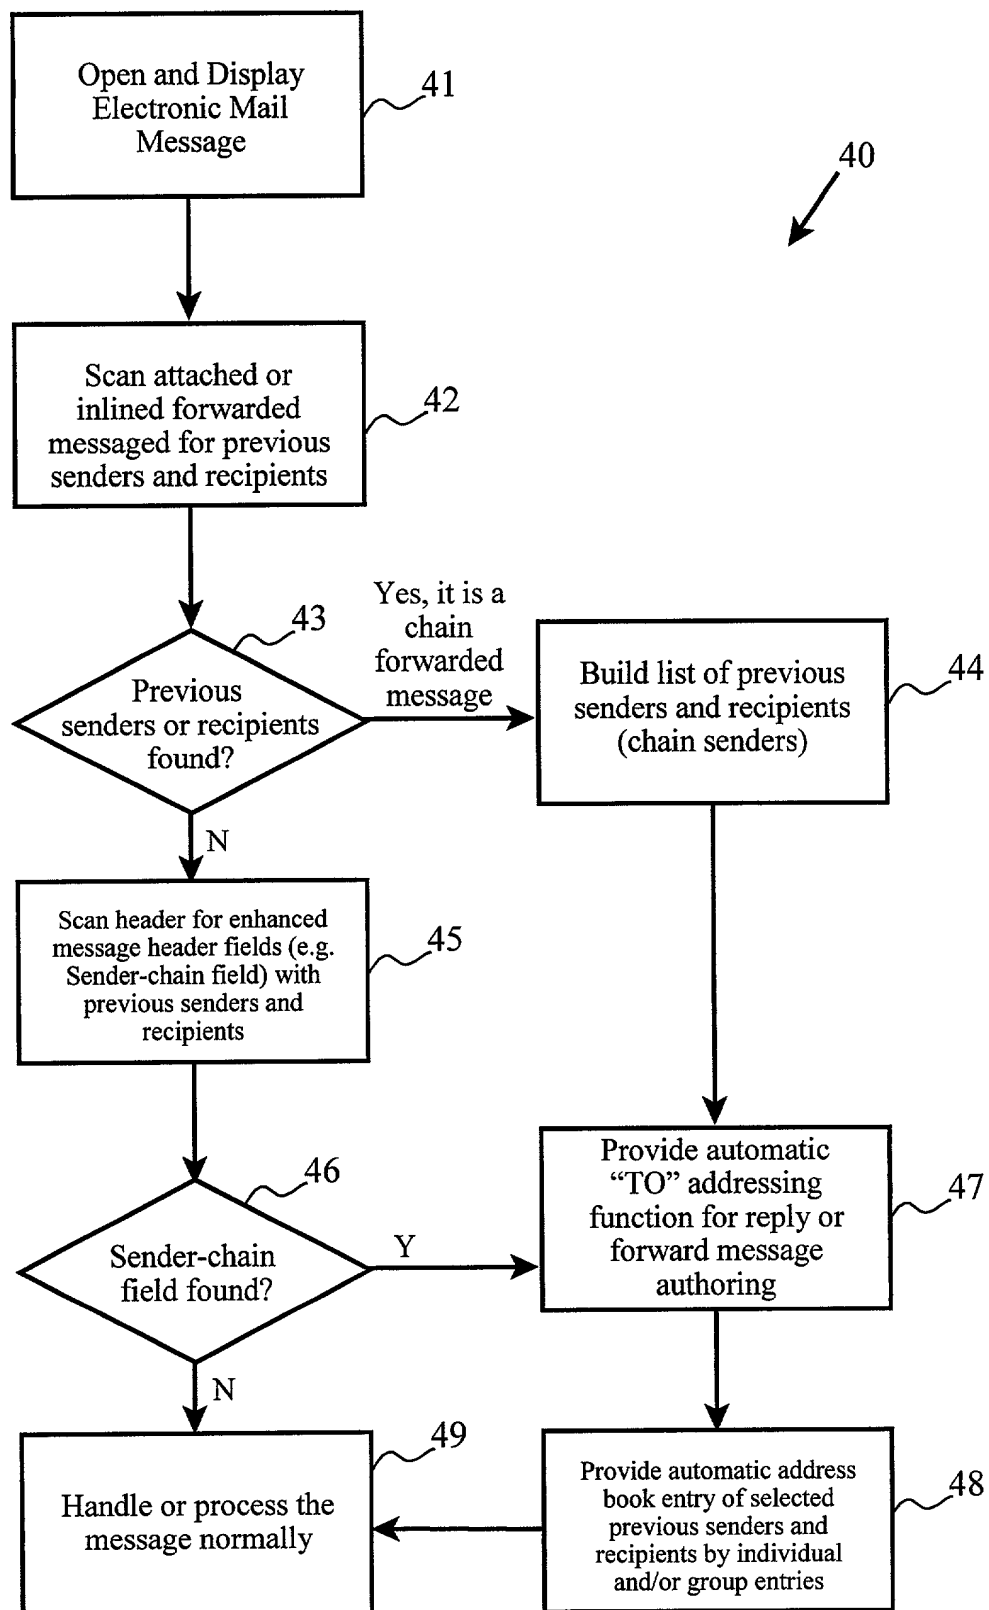 Open and Display
Electronic Mail
Message
41
40
Scan attached or
inlined forwarded
messaged for previous
senders and recipients
42
Previous
senders or recipients
found?
43
Yes, it is a
chain
forwarded
message
Build list of previous
senders and recipients
(chain senders)
44
N
Scan header for enhanced
message header fields (e.g.
Sender-chain field) with
previous senders and
recipients
45
Sender-chain
field found?
46
Y
Provide automatic
“TO” addressing
function for reply or
forward message
authoring
47
N
Handle or process the
message normally
49
Provide automatic address
book entry of selected
previous senders and
recipients by individual
and/or group entries
48